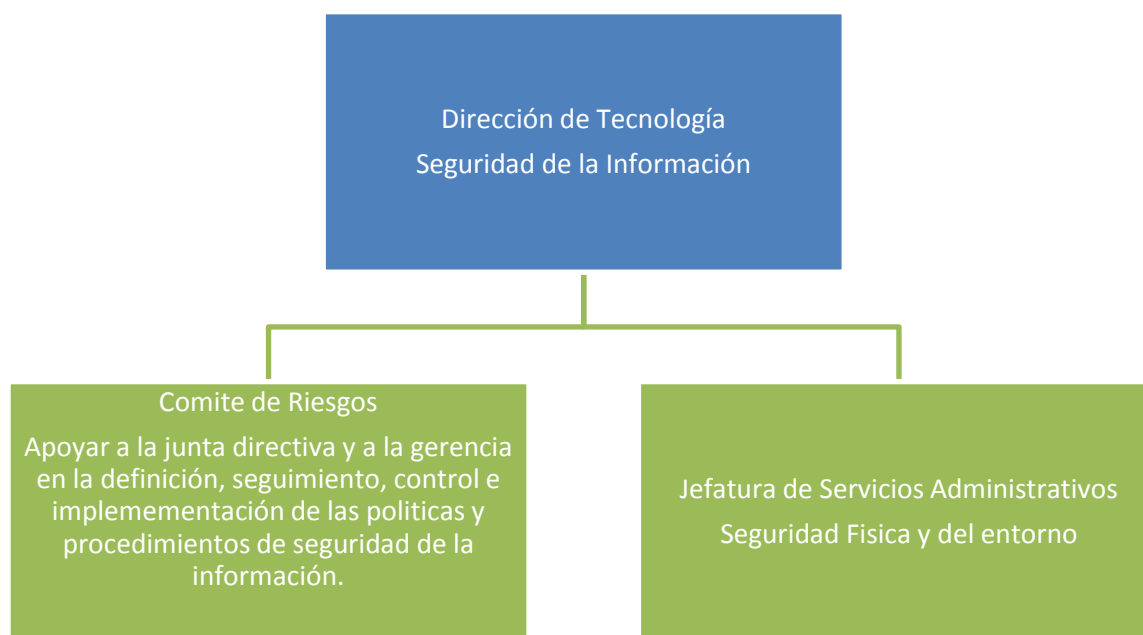 Dirección de Tecnología
Seguridad de la Información
Comite de Riesgos
Apoyar a la junta directiva y a la gerencia
en la definición, seguimiento, control e
implemementación de las politicas y
procedimientos de seguridad de la
información.
Jefatura de Servicios Administrativos
Seguridad Fisica y del entorno